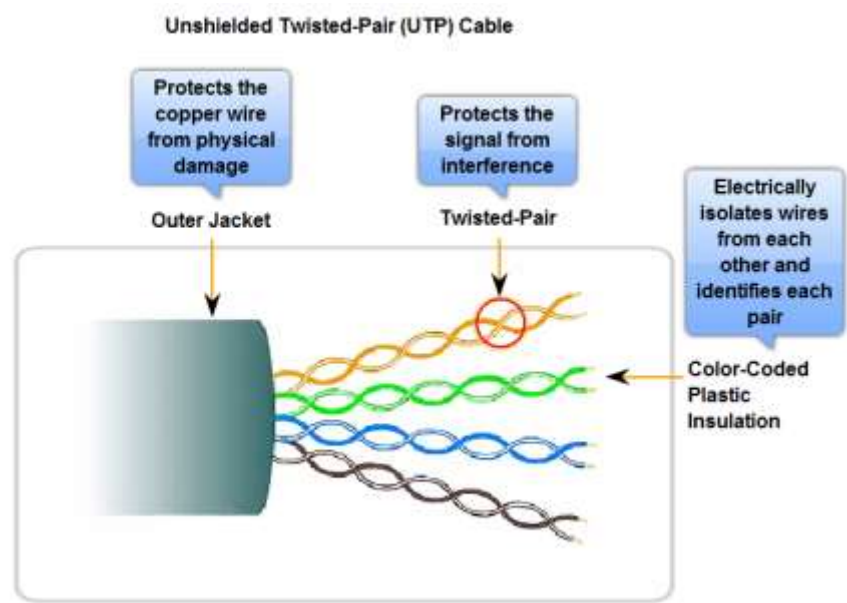 Unshielded Twisted-Pair (UTP) Cable
Protects the
copper wire
from physical
damage
Outer Jacket
Protects the
signal from
interference
Twisted-Pair
Electrically
isolates wires
from each
other and
identifies each
pair
Color-Coded
Plastic
Insulation